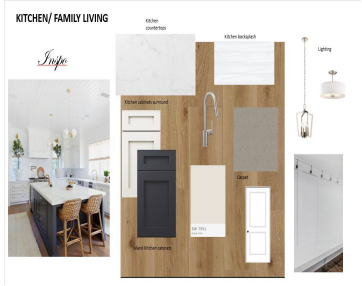 KITCHEN/ FAMILY LIVING
Kitchen
countertops
Kitchen backsplash
Lighting
Inspo
Kitchen cabinets surround
Carpet
Island Kitchen cabinets